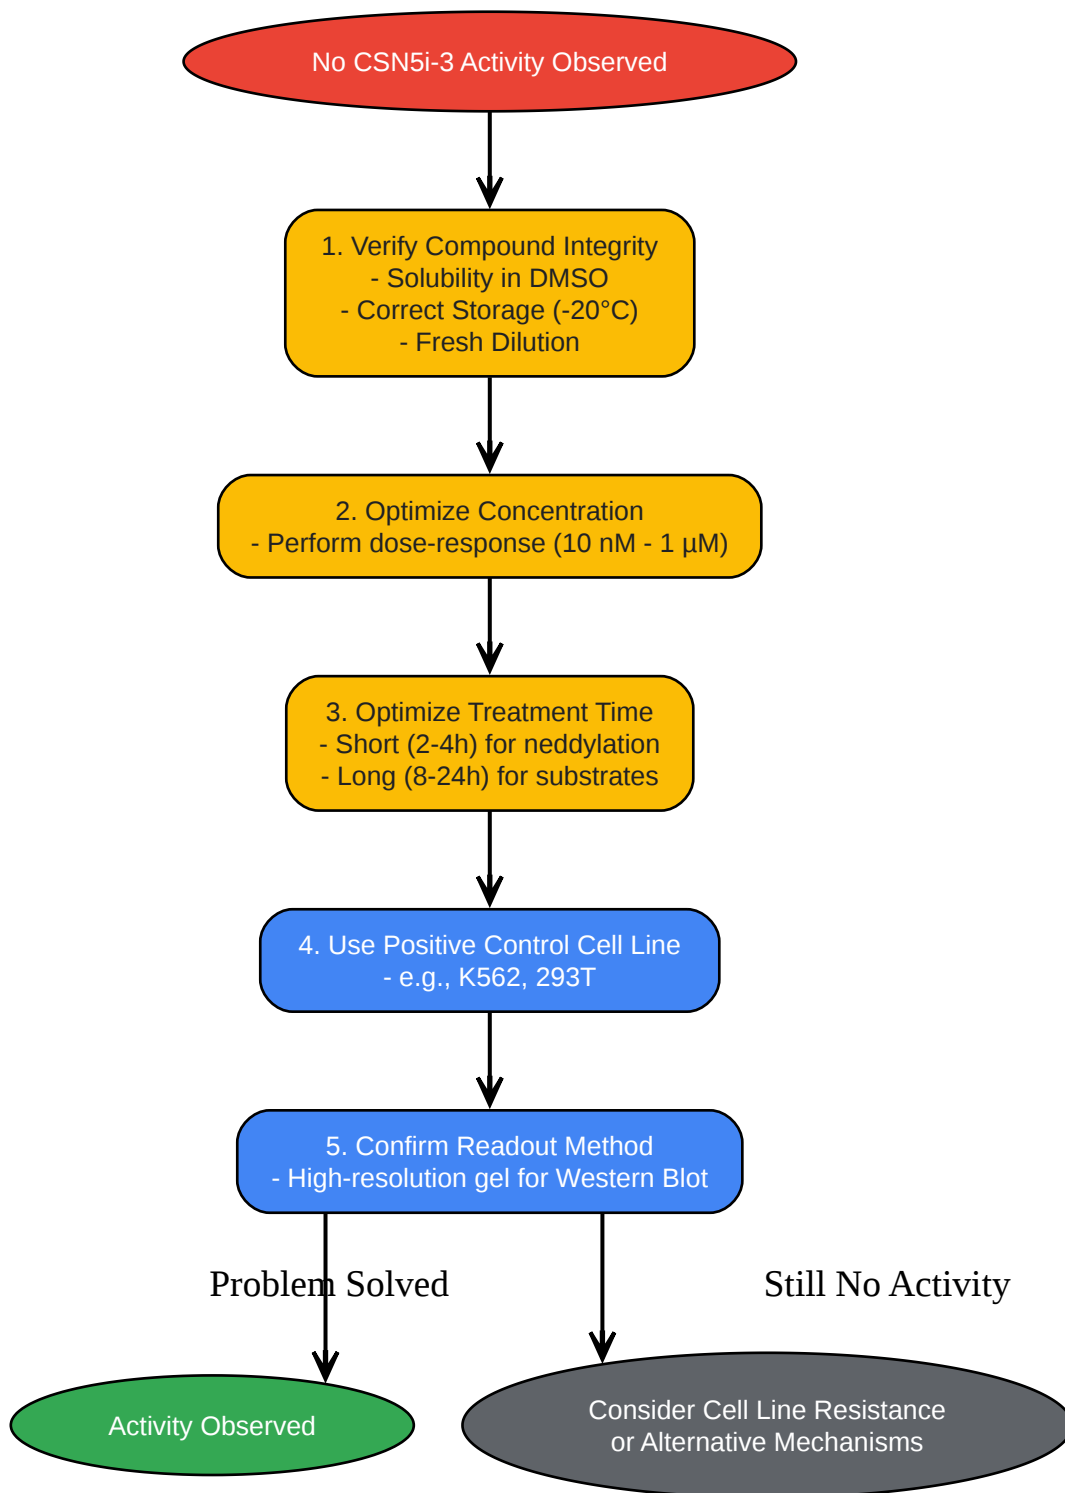 No CSN5i-3 Activity Observed
1. Verify Compound Integrity
- Solubility in DMSO
- Correct Storage (-20°C)
- Fresh Dilution
2. Optimize Concentration
- Perform dose-response (10 nM - 1 µM)
3. Optimize Treatment Time
- Short (2-4h) for neddylation
- Long (8-24h) for substrates
4. Use Positive Control Cell Line
- e.g., K562, 293T
5. Confirm Readout Method
- High-resolution gel for Western Blot
Problem Solved
Still No Activity
Activity Observed
Consider Cell Line Resistance
or Alternative Mechanisms